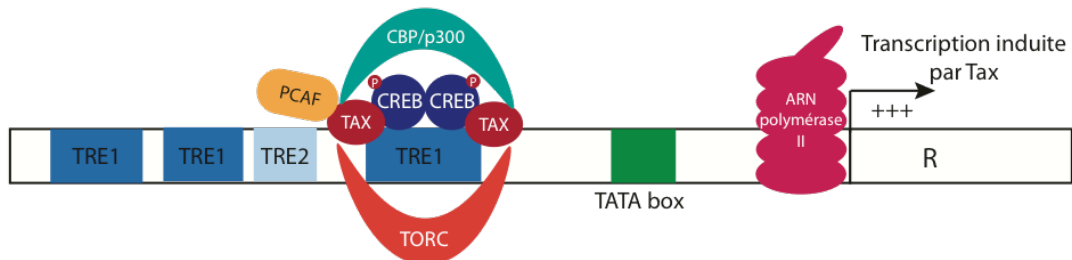 CBP/p300
Transcription induite
par Tax
P
P
PCAF
CREB
CREB
ARN
polymérase
II
+++
TAX
TAX
TRE1
TRE1
TRE2
TRE1
R
TATA box
TORC